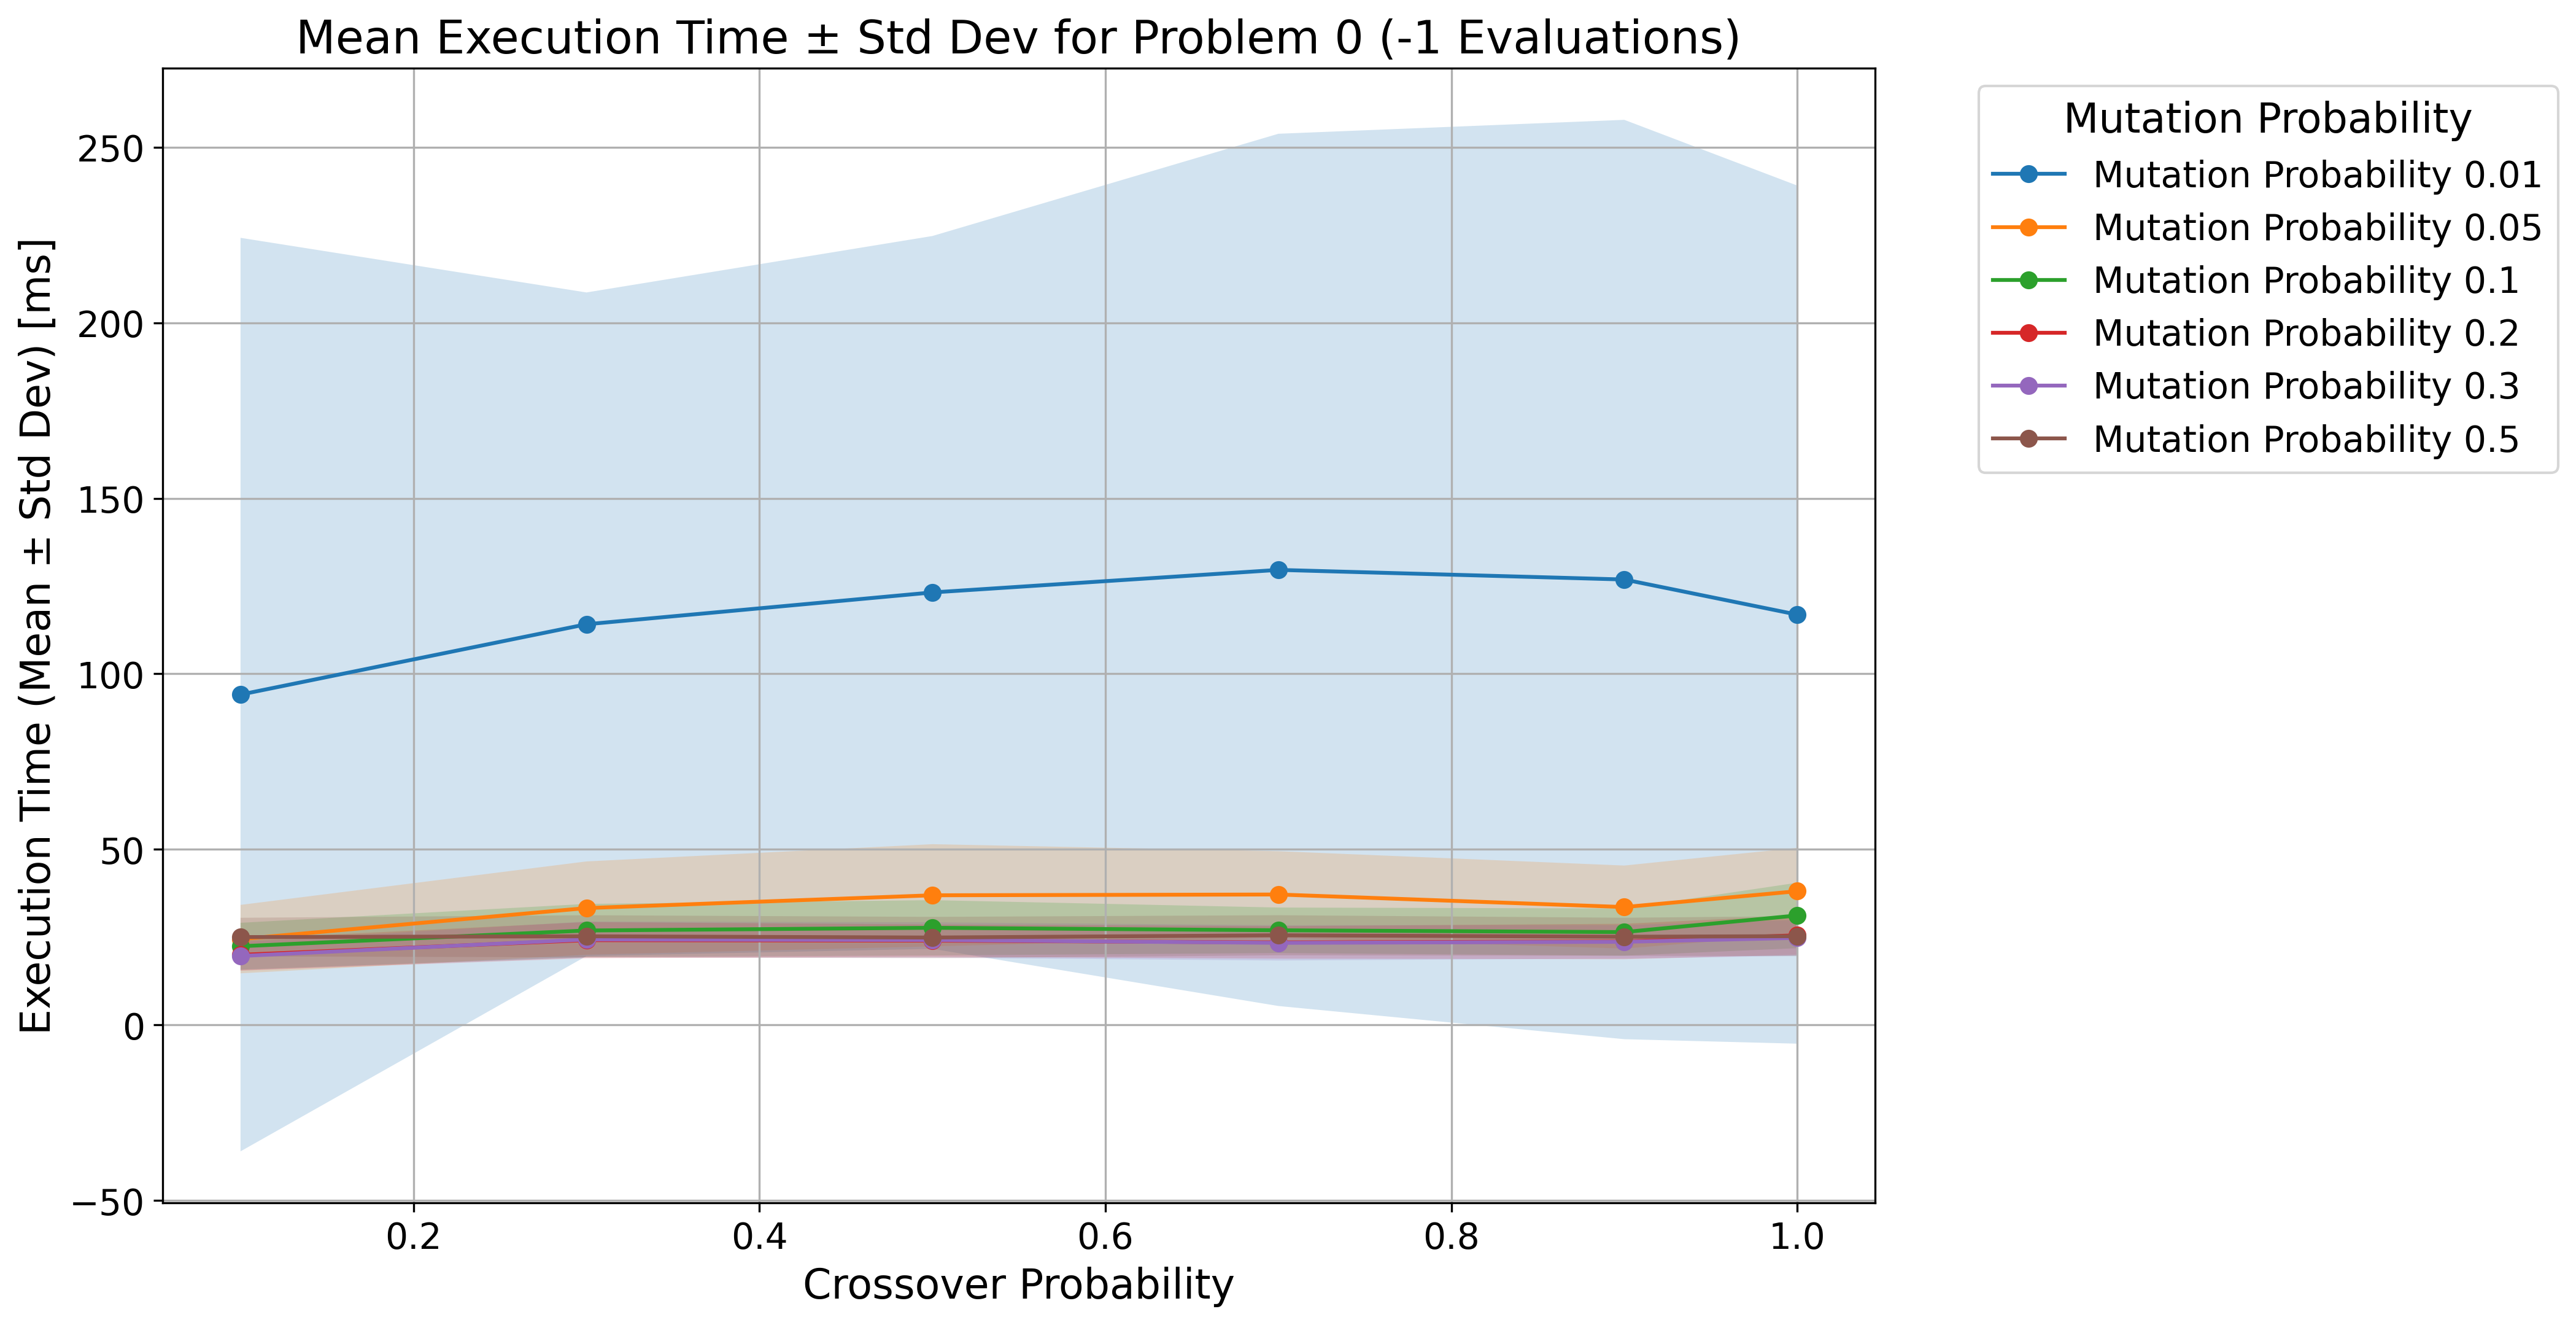 Mean Execution Time ± Std Dev for Problem 0 (-1 Evaluations)
Execution Time (Mean ± Std Dev) [ms]
250
200
150
100
50
0
−50
0.2
0.4
0.6
0.8
1.0
Crossover Probability
Mutation Probability
Mutation Probability 0.01
Mutation Probability 0.05
Mutation Probability 0.1
Mutation Probability 0.2
Mutation Probability 0.3
Mutation Probability 0.5